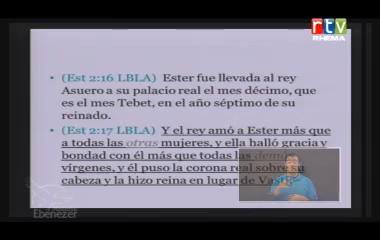 rtv
RHEMA
• (Est 2:16 LBLA) Ester fue llevada al rey
Asuero a su palacio real el mes décimo, que
es el mes Tebet, en el año séptimo de su
reinado.
• (Est 2:17 LBLA) Y el rey amó a Ester más que
a todas las otras mujeres, y ella halló gracia y
bondad con él más que todas las demás
vírgenes, y él puso la corona real sobre su
cabeza y la hizo reina en lugar de Vasti.
Ebenezer